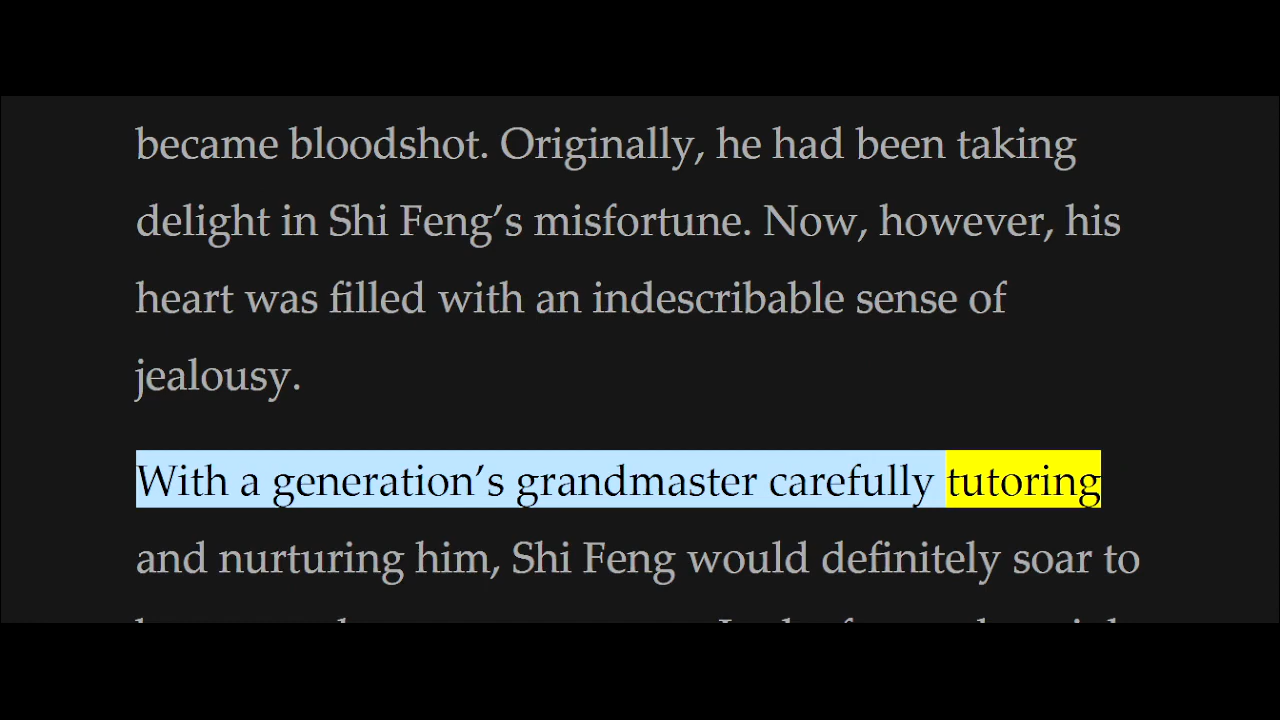 became bloodshot. Originally, he had been taking
delight in Shi Feng’s misfortune. Now, however, his
heart was filled with an indescribable sense of
jealousy.
With a generation’s grandmaster carefully tutoring
and nurturing him, Shi Feng would definitely soar to